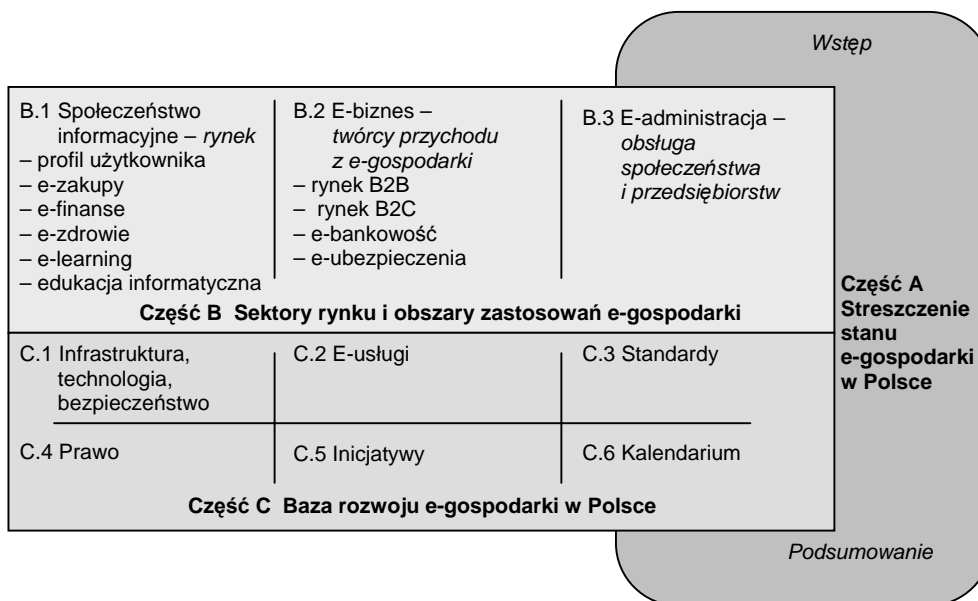 Wstęp
B.1 Społeczeństwo
informacyjne – rynek
– profil użytkownika
– e-zakupy
– e-finanse
– e-zdrowie
– e-learning
– edukacja informatyczna
B.2 E-biznes –
twórcy przychodu
z e-gospodarki
– rynek B2B
– rynek B2C
– e-bankowość
– e-ubezpieczenia
B.3 E-administracja –
obsługa
społeczeństwa
i przedsiębiorstw
Część B Sektory rynku i obszary zastosowań e-gospodarki
C.1 Infrastruktura,
technologia,
bezpieczeństwo
C.2 E-usługi
C.3 Standardy
C.4 Prawo
C.5 Inicjatywy
C.6 Kalendarium
Część C Baza rozwoju e-gospodarki w Polsce
Część A
Streszczenie
stanu
e-gospodarki
w Polsce
Podsumowanie